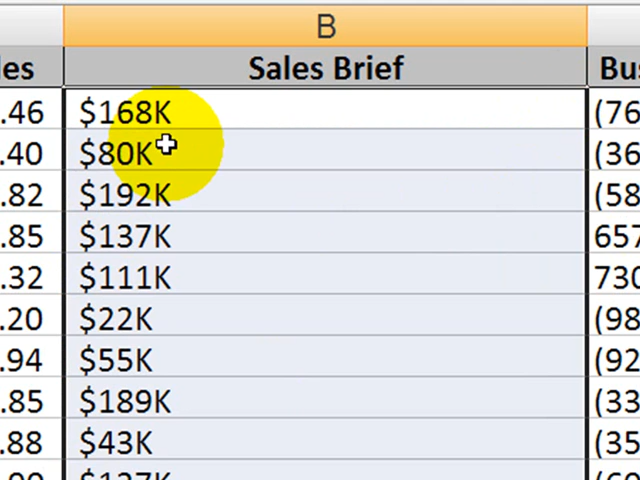 B
les Sales Brief Bus
.46 $168K (76
.40 $80K (36
.82 $192K (58
.85 $137K 657
.32 $111K 730
.20 $22K (98
.94 $55K (92
.85 $189K (33
.88 $43K (35